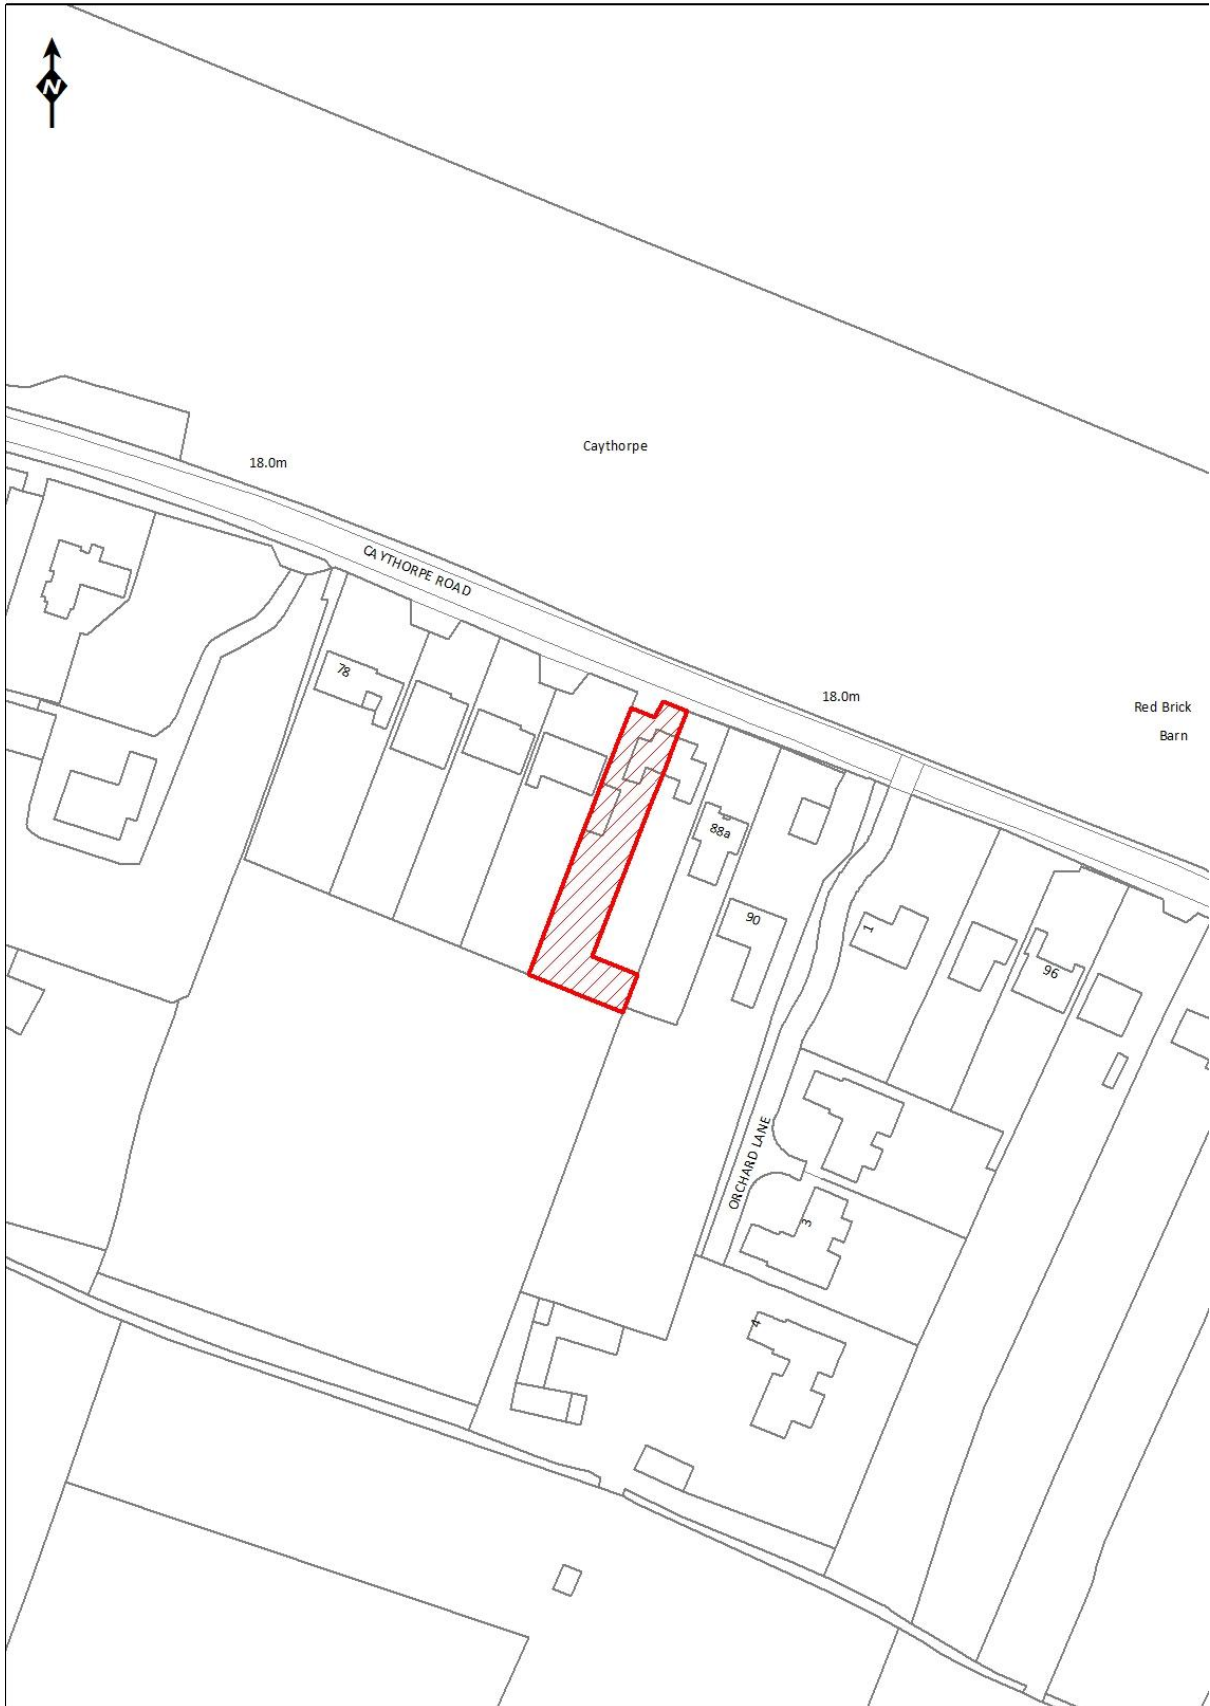 N
Caythorpe
18.0m
CAYTHORPE ROAD
78
18.0m
Red Brick
Barn
88a
90
1
96
ORCHARD LANE
3
4